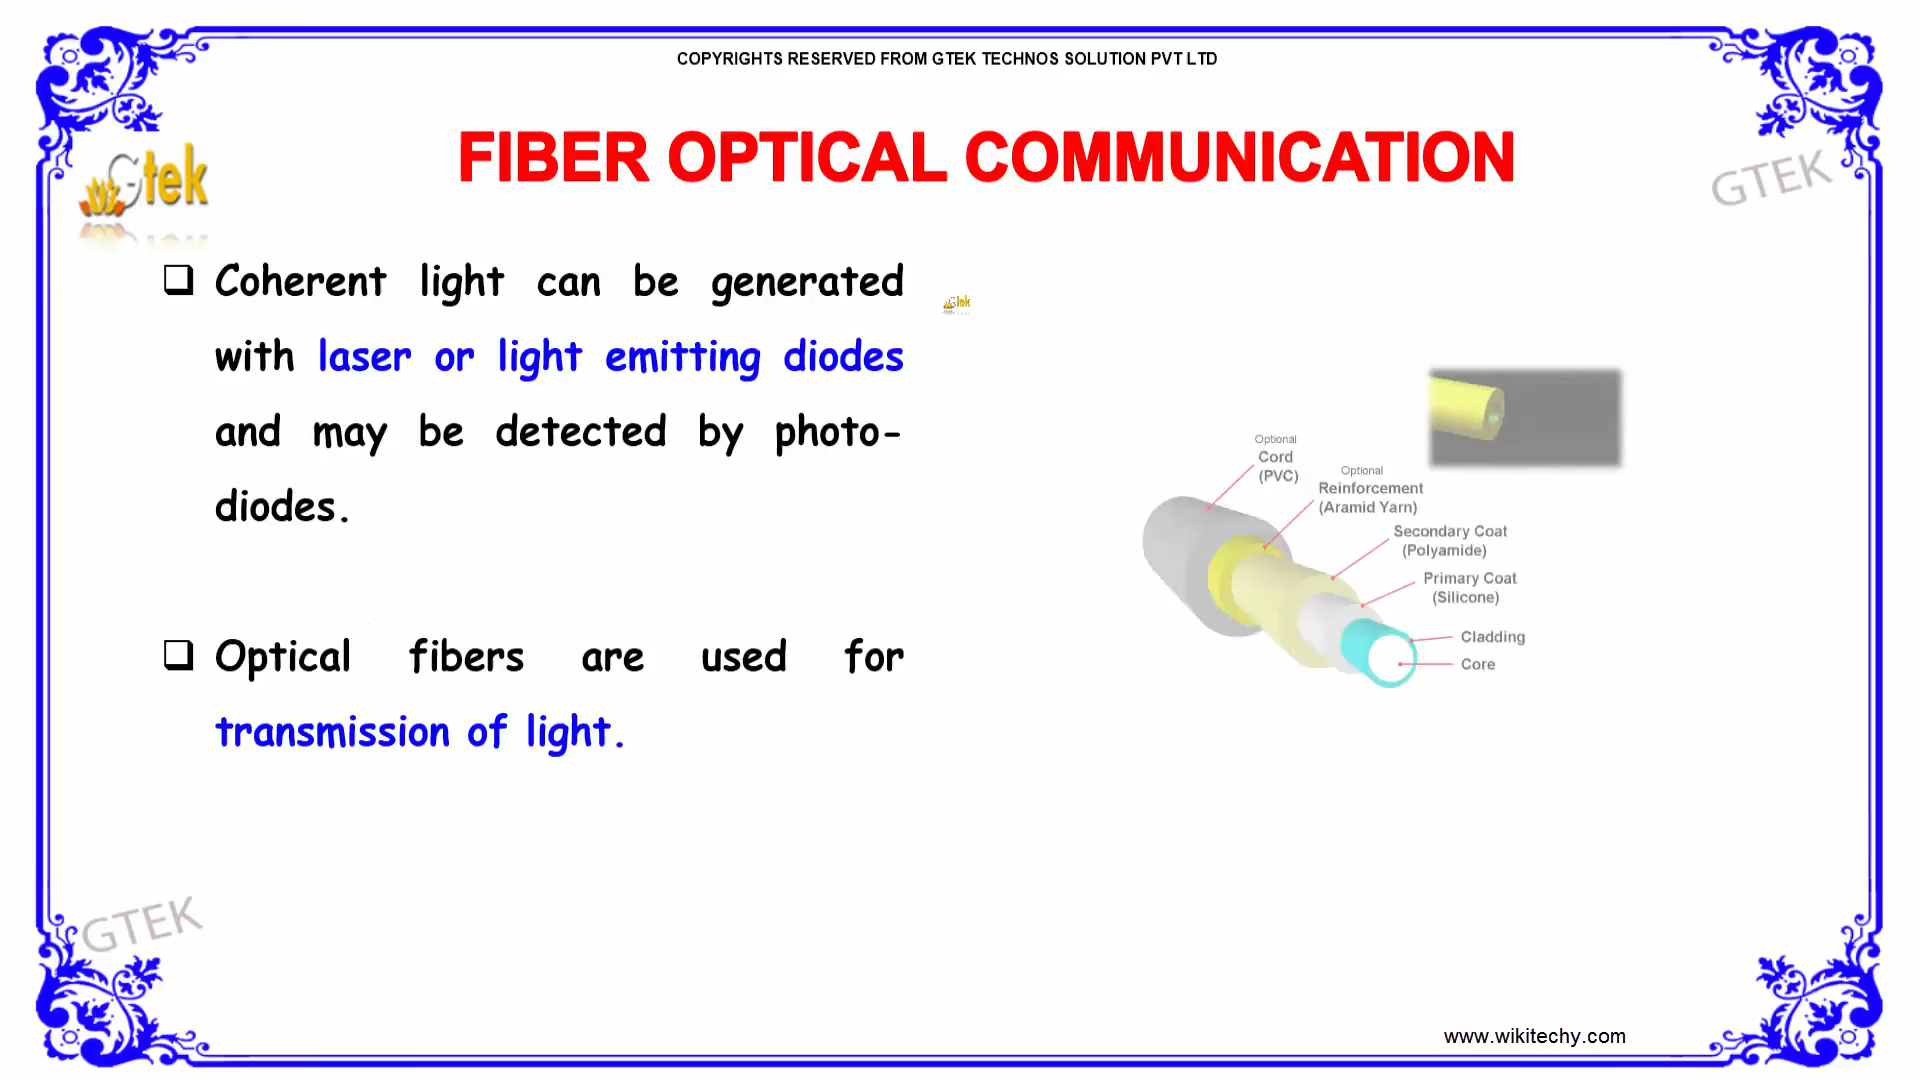 COPYRIGHTS RESERVED FROM GTEK TECHNOS SOLUTION PVT LTD
FIBER OPTICAL COMMUNICATION
Gtek
GTEK
❑ Coherent light can be generated
with laser or light emitting diodes
and may be detected by photo-
diodes.
❑ Optical fibers are used for
transmission of light.
Gtek
Optional
Cord
(PVC)
Optional
Reinforcement
(Aramid Yarn)
Secondary Coat
(Polyamide)
Primary Coat
(Silicone)
Cladding
Core
GTEK
www.wikitechy.com